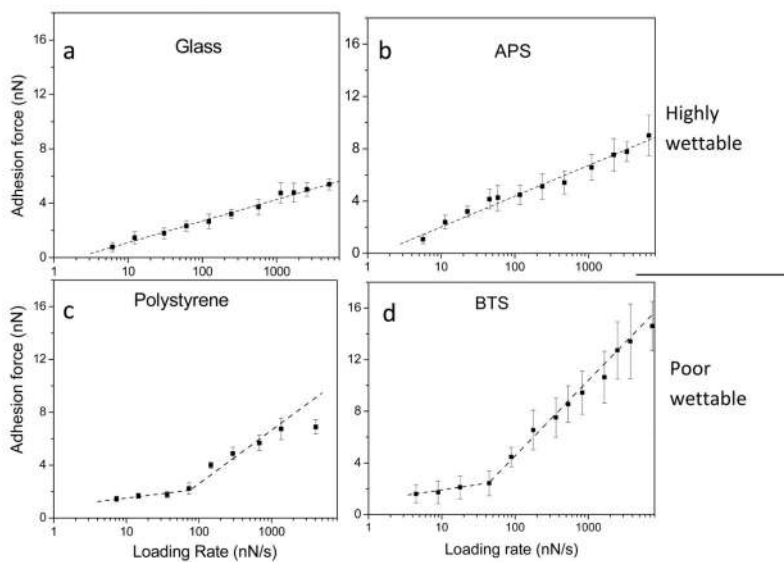 a
Glass
Adhesion force (nN)
16
12
8
4
0
1
10
100
1000
b
APS
16
12
8
4
0
1
10
100
1000
Highly
wettable
c
Polystyrene
Adhesion force (nN)
16
12
8
4
0
1
10
100
1000
Loading Rate (nN/s)
d
BTS
16
12
8
4
0
1
10
100
1000
Loading rate (nN/s)
Poor
wettable